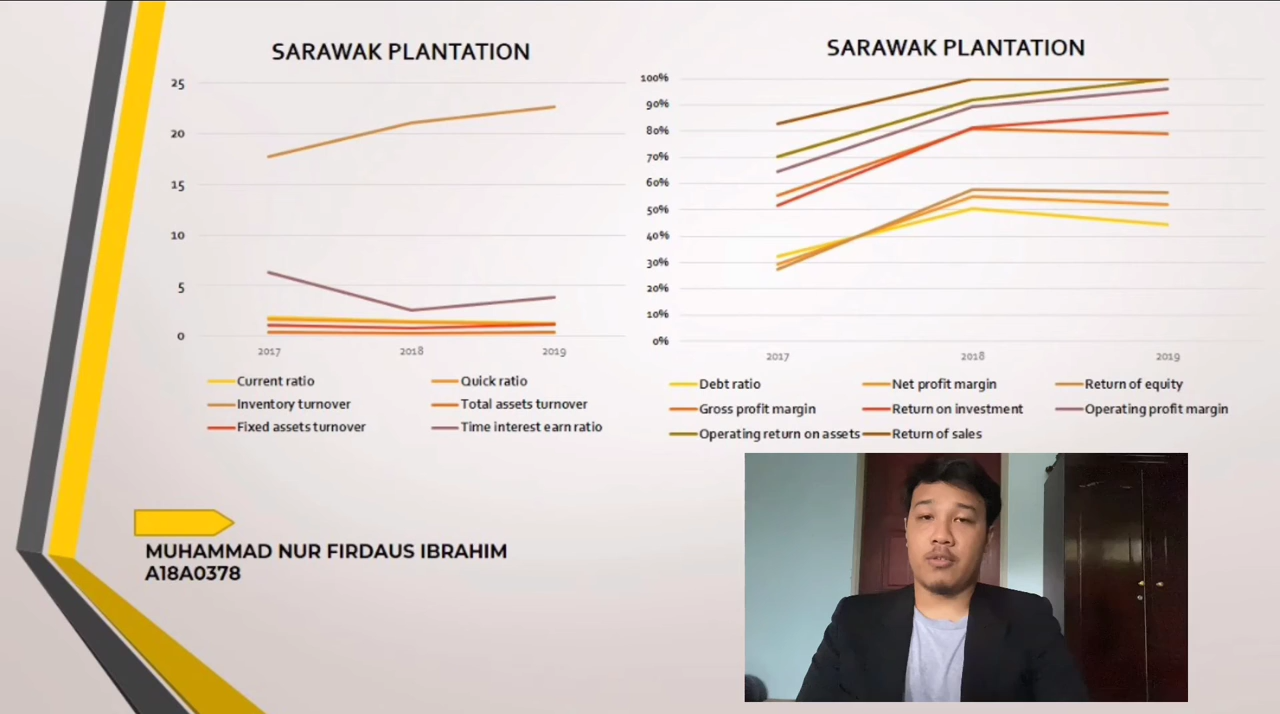 SARAWAK PLANTATION
25
20
15
10
5
0
2017 2018 2019
Current ratio Quick ratio
Inventory turnover Total assets turnover
Fixed assets turnover Time interest earn ratio
SARAWAK PLANTATION
100%
90%
80%
70%
60%
50%
40%
30%
20%
10%
0%
2017 2018 2019
Debt ratio Net profit margin Return of equity
Gross profit margin Return on investment Operating profit margin
Operating return on assets Return of sales
MUHAMMAD NUR FIRDAUS IBRAHIM
A18A0378